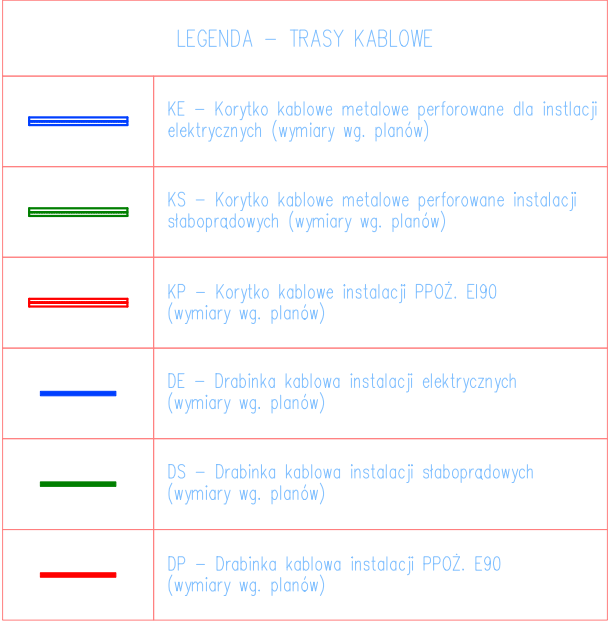 LEGENDA – TRASY KABLOWE
KE – Korytko kablowe metalowe perforowane dla instlacji
elektrycznych (wymiary wg. planów)
KS – Korytko kablowe metalowe perforowane instalacji
słaboprądowych (wymiary wg. planów)
KP – Korytko kablowe instalacji PPOŻ. EI90
(wymiary wg. planów)
DE – Drabinka kablowa instalacji elektrycznych
(wymiary wg. planów)
DS – Drabinka kablowa instalacji słaboprądowych
(wymiary wg. planów)
DP – Drabinka kablowa instalacji PPOŻ. E90
(wymiary wg. planów)